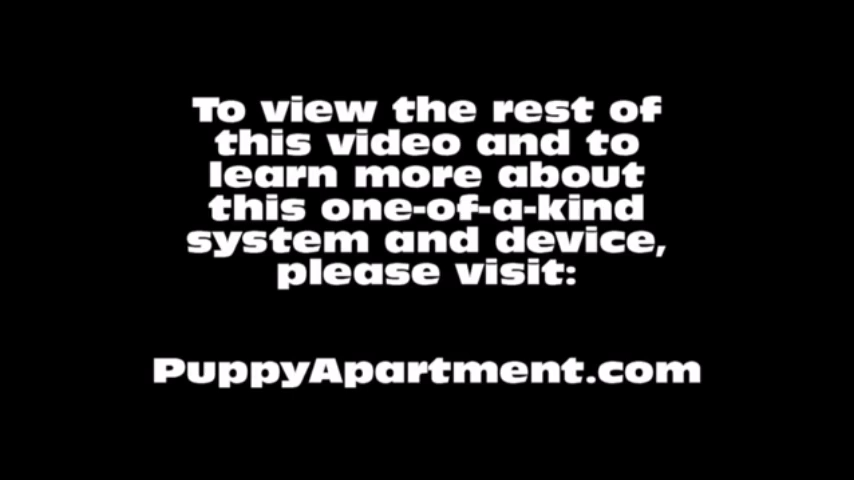 To view the rest of
this video and to
learn more about
this one-of-a-kind
system and device,
please visit:
PuppyApartment.com